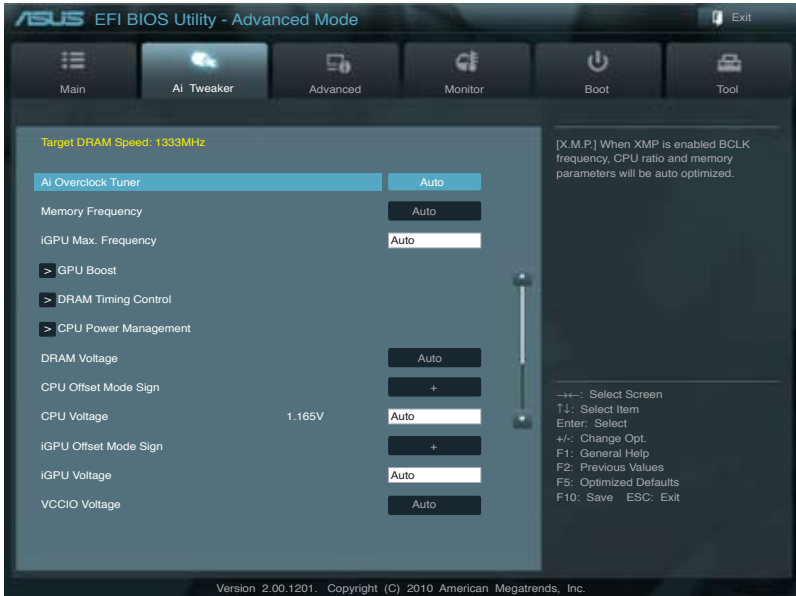 ASUS EFI BIOS Utility - Advanced Mode
Exit
Main
Ai Tweaker
Advanced
Monitor
Boot
Tool
Target DRAM Speed: 1333MHz
Ai Overclock Tuner Auto
Memory Frequency Auto
iGPU Max. Frequency Auto
> GPU Boost
> DRAM Timing Control
> CPU Power Management
DRAM Voltage Auto
CPU Offset Mode Sign +
CPU Voltage 1.165V Auto
iGPU Offset Mode Sign +
iGPU Voltage Auto
VCCIO Voltage Auto
[X.M.P.] When XMP is enabled BCLK
frequency, CPU ratio and memory
parameters will be auto optimized.
→←: Select Screen
↑↓: Select Item
Enter: Select
+/-: Change Opt.
F1: General Help
F2: Previous Values
F5: Optimized Defaults
F10: Save ESC: Exit
Version 2.00.1201. Copyright (C) 2010 American Megatrends, Inc.